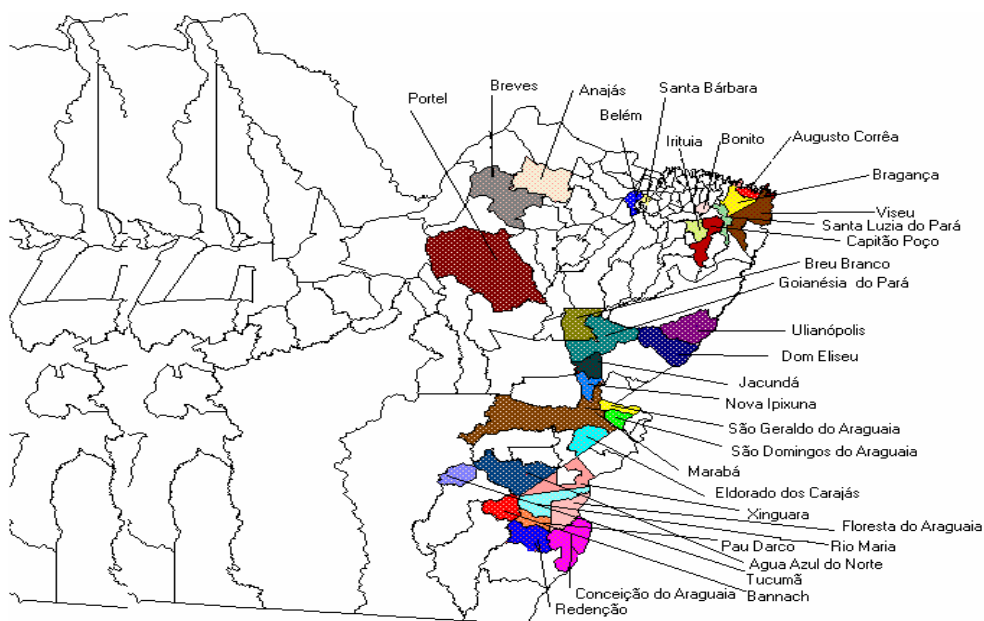 Santa Bárbara
Breves
Anajás
Portel
Belém
Irituia
Bonito
Augusto Corrêa
Bragança
Viseu
Santa Luzia do Pará
Capitão Poço
Breu Branco
Goianésia do Pará
Ulianópolis
Dom Eliseu
Jacundá
Nova Ipixuna
São Geraldo do Araguaia
São Domingos do Araguaia
Marabá
Eldorado dos Carajás
Xinguara
Floresta do Araguaia
Pau Darco
Rio Maria
Agua Azul do Norte
Tucumã
Conceição do Araguaia
Bannach
Redenção